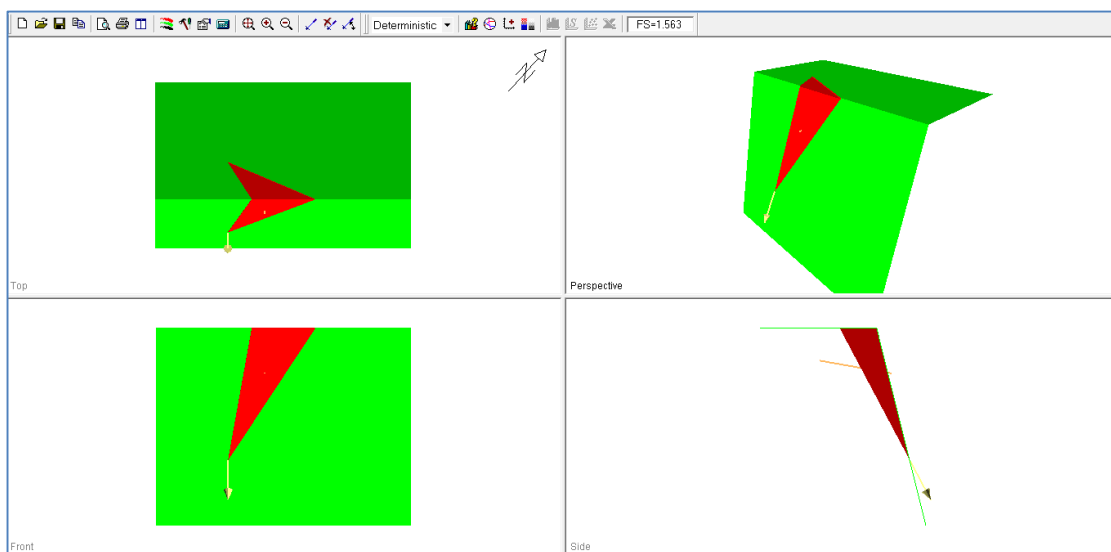 Deterministic FS=1.563
N
Top
Perspective
Front
Side